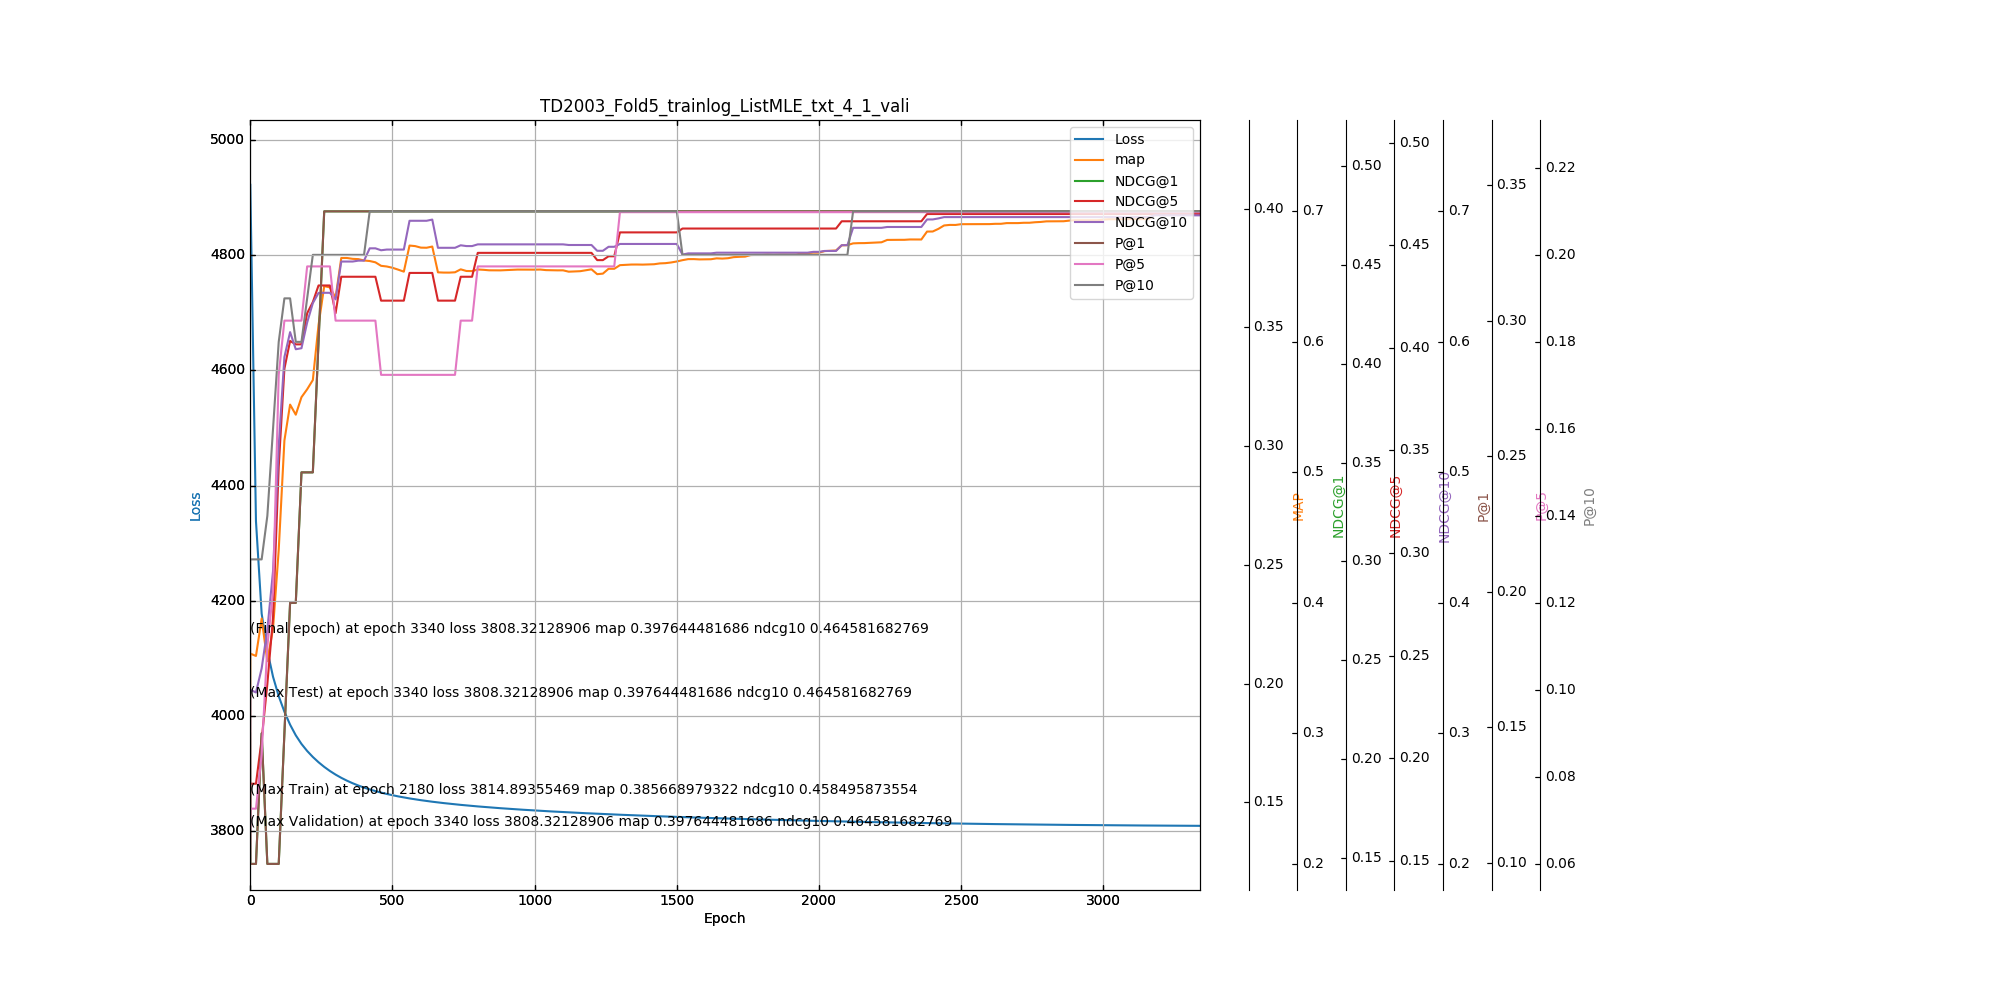 TD2003_Fold5_trainlog_ListMLE_txt_4_1_vali
Loss
5000
4800
4600
4400
4200
4000
3800
0 500 1000 1500 2000 2500 3000
Epoch
Loss
map
NDCG@1
NDCG@5
NDCG@10
P@1
P@5
P@10
(Final epoch) at epoch 3340 loss 3808.32128906 map 0.397644481686 ndcg10 0.464581682769
(Max Test) at epoch 3340 loss 3808.32128906 map 0.397644481686 ndcg10 0.464581682769
(Max Train) at epoch 2180 loss 3814.89355469 map 0.385668979322 ndcg10 0.458495873554
(Max Validation) at epoch 3340 loss 3808.32128906 map 0.397644481686 ndcg10 0.464581682769
0.40
0.35
0.30
0.25
0.20
0.15
MAP
0.7
0.6
0.5
0.4
0.3
0.2
NDCG@1
0.50
0.45
0.40
0.35
0.30
0.25
0.20
0.15
NDCG@5
0.50
0.45
0.40
0.35
0.30
0.25
0.20
0.15
NDCG@10
0.7
0.6
0.5
0.4
0.3
0.2
P@1
0.35
0.30
0.25
0.20
0.15
0.10
P@5
0.22
0.20
0.18
0.16
0.14
0.12
0.10
0.08
0.06
P@10